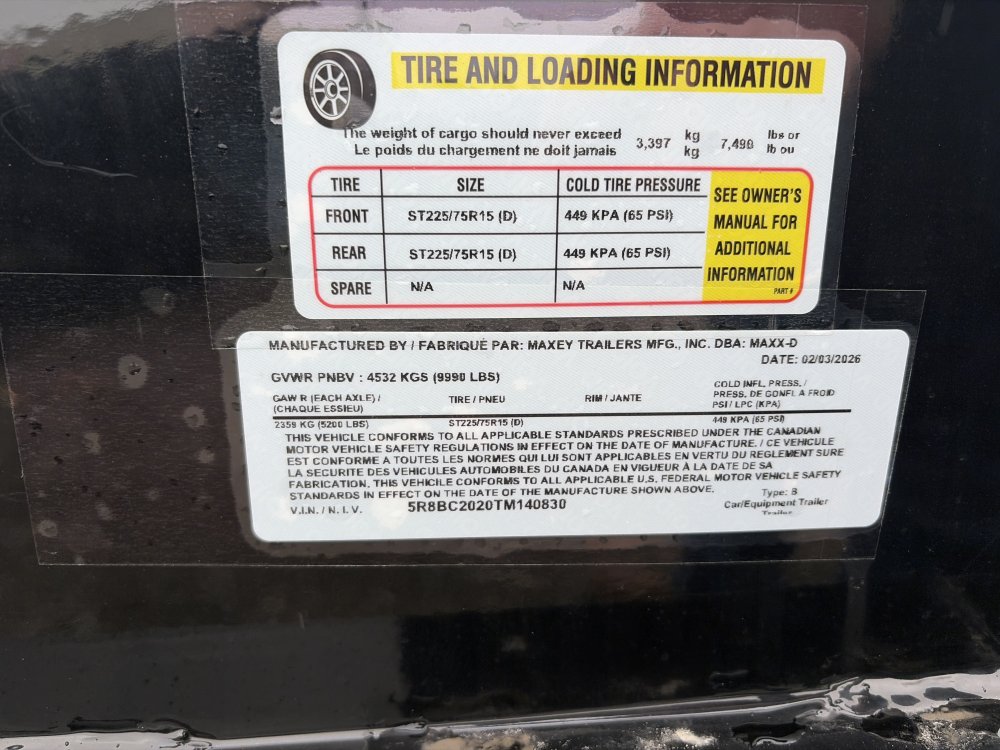 TIRE AND LOADING INFORMATION
The weight of cargo should never exceed 3,397 kg 7,490 lbs or
Le poids du chargement ne doit jamais kg lb ou
TIRE SIZE COLD TIRE PRESSURE
FRONT ST225/75R15 (D) 449 KPA (65 PSI)
REAR ST225/75R15 (D) 449 KPA (65 PSI)
SPARE N/A N/A
SEE OWNER'S
MANUAL FOR
ADDITIONAL
INFORMATION
PART #
MANUFACTURED BY / FABRIQUÉ PAR: MAXEY TRAILERS MFG., INC. DBA: MAXX-D
DATE: 02/03/2026
GVWR PNBV : 4532 KGS (9990 LBS)
GAWR (EACH AXLE) / TIRE / PNEU RIM / JANTE COLD INFL. PRESS. /
(CHAQUE ESSIEU) PRESS. DE GONFL A FROID
PSI / LPC (KPA)
2359 KG (5200 LBS) ST225/75R15 449 KPA (65 PSI)
THIS VEHICLE CONFORMS TO ALL APPLICABLE STANDARDS PRESCRIBED UNDER THE CANADIAN
MOTOR VEHICLE SAFETY REGULATIONS IN EFFECT ON THE DATE OF MANUFACTURE. / CE VEHICULE
EST CONFORME A TOUTES LES NORMES QUI LUI SONT APPLICABLES EN VERTU DU REGLEMENT SURE
LA SECURITE DES VEHICULES AUTOMOBILES DU CANADA EN VIGUEUR À LA DATE DE SA
FABRICATION. THIS VEHICLE CONFORMS TO ALL APPLICABLE U.S. FEDERAL MOTOR VEHICLE SAFETY
STANDARDS IN EFFECT ON THE DATE OF THE MANUFACTURE SHOWN ABOVE.
V.I.N. / N.I.V. 5R8BC2020TM140830 Type: B
Car/Equipment Trailer
Trailer